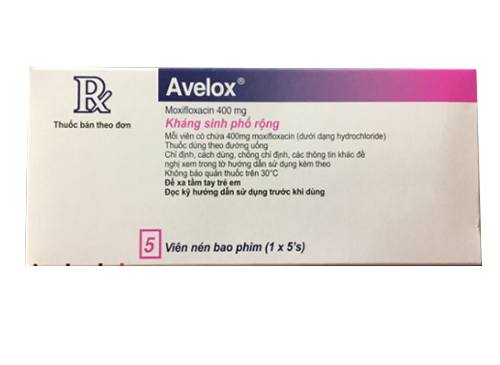 Rx
Thuốc bán theo đơn
Avelox®
Moxifloxacin 400 mg
Kháng sinh phổ rộng
Mỗi viên có chứa 400mg moxifloxacin (dưới dạng hydrochloride)
Thuốc dùng theo đường uống
Chỉ định, cách dùng, chống chỉ định, các thông tin khác đề
nghị xem trong tờ hướng dẫn sử dụng kèm theo
Không bảo quản thuốc trên 30°C
Để xa tầm tay trẻ em
Đọc kỹ hướng dẫn sử dụng trước khi dùng
5 Viên nén bao phim (1 x 5's)